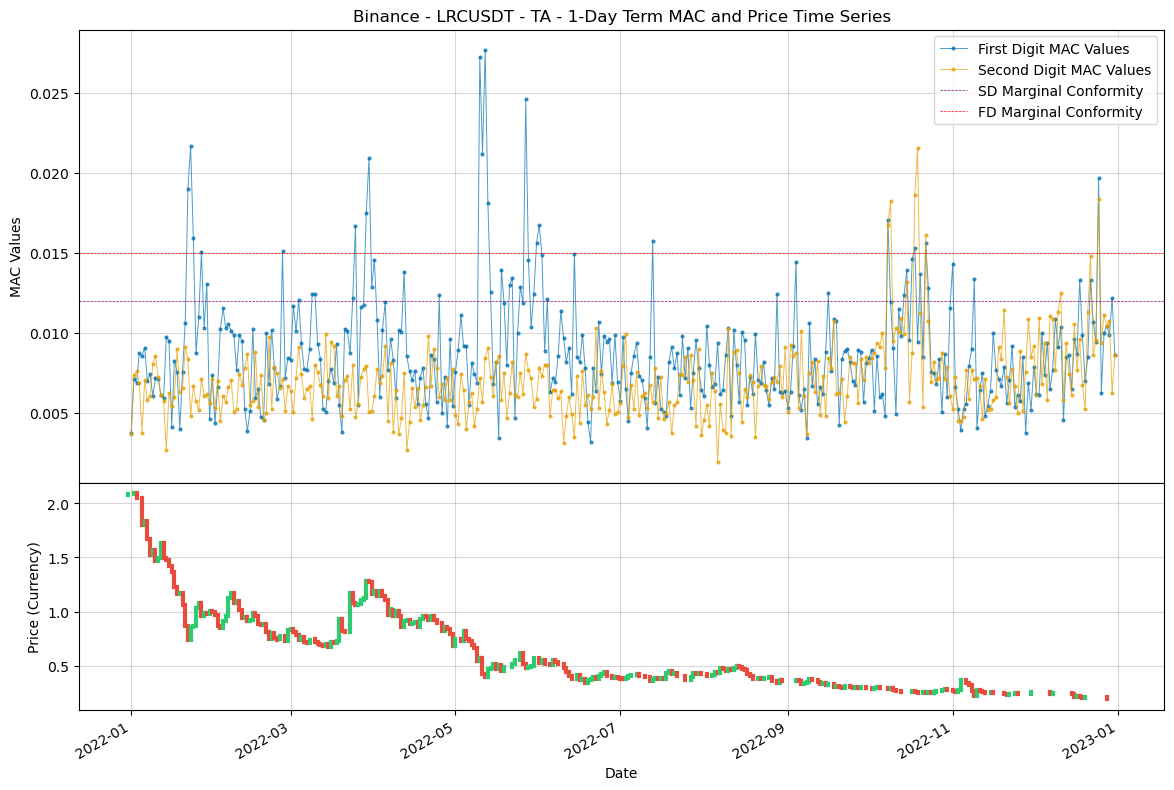 Binance - LRCUSDT - TA - 1-Day Term MAC and Price Time Series
First Digit MAC Values
Second Digit MAC Values
SD Marginal Conformity
FD Marginal Conformity
MAC Values
0.025
0.020
0.015
0.010
0.005
Price (Currency)
2.0
1.5
1.0
0.5
2022-01
2022-03
2022-05
2022-07
2022-09
2022-11
2023-01
Date